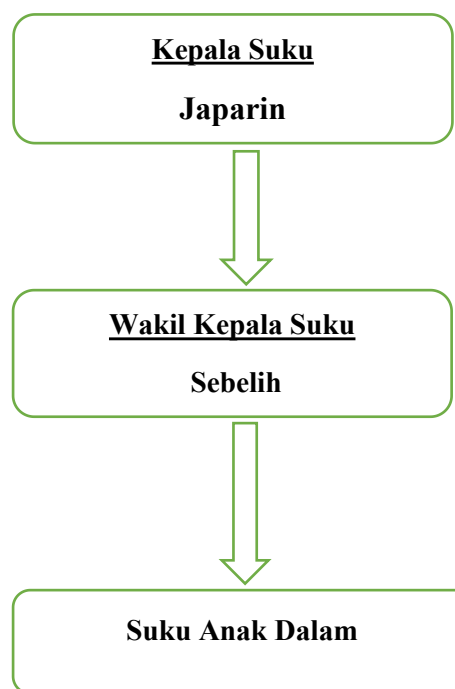 Kepala Suku
Japarin
Wakil Kepala Suku
Sebelih
Suku Anak Dalam